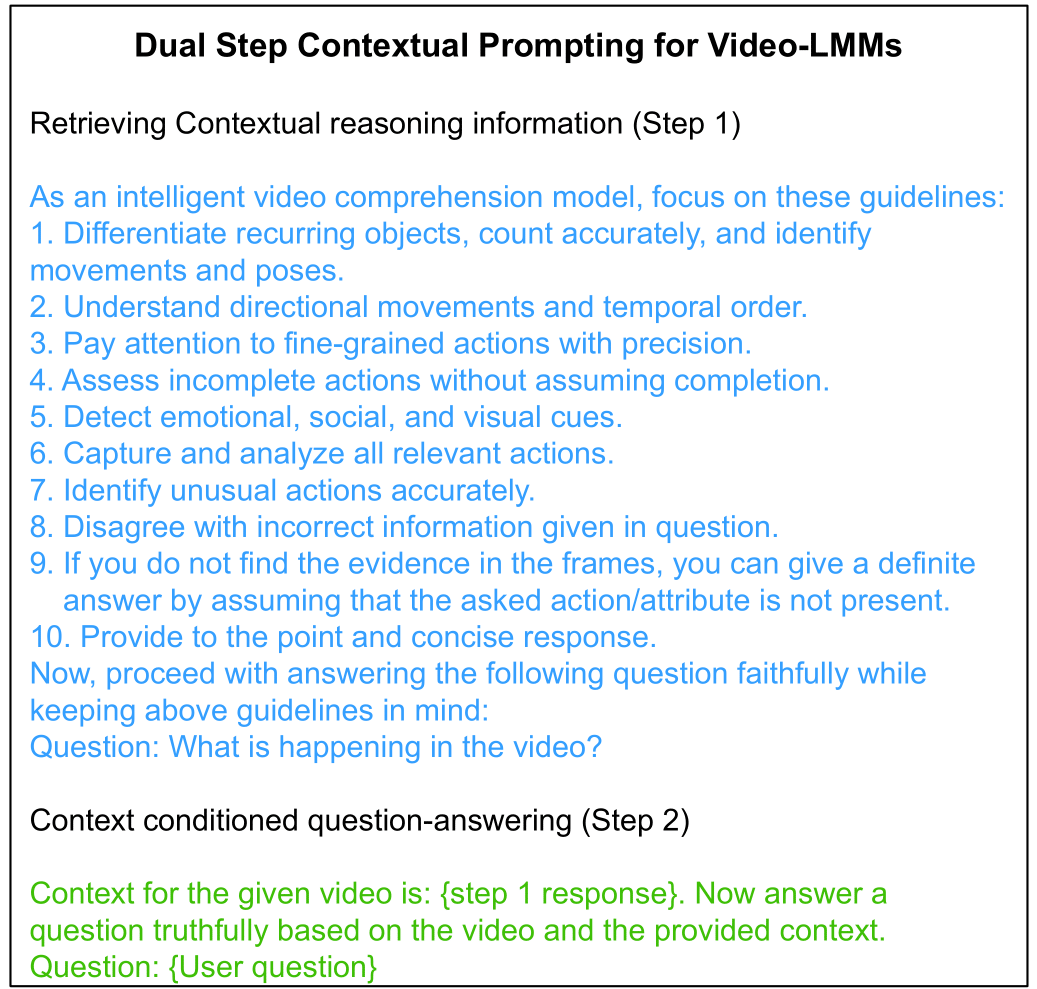 Dual Step Contextual Prompting for Video-LMMs
Retrieving Contextual reasoning information (Step 1)
As an intelligent video comprehension model, focus on these guidelines:
1. Differentiate recurring objects, count accurately, and identify
movements and poses.
2. Understand directional movements and temporal order.
3. Pay attention to fine-grained actions with precision.
4. Assess incomplete actions without assuming completion.
5. Detect emotional, social, and visual cues.
6. Capture and analyze all relevant actions.
7. Identify unusual actions accurately.
8. Disagree with incorrect information given in question.
9. If you do not find the evidence in the frames, you can give a definite
answer by assuming that the asked action/attribute is not present.
10. Provide to the point and concise response.
Now, proceed with answering the following question faithfully while
keeping above guidelines in mind:
Question: What is happening in the video?
Context conditioned question-answering (Step 2)
Context for the given video is: {step 1 response}. Now answer a
question truthfully based on the video and the provided context.
Question: {User question}